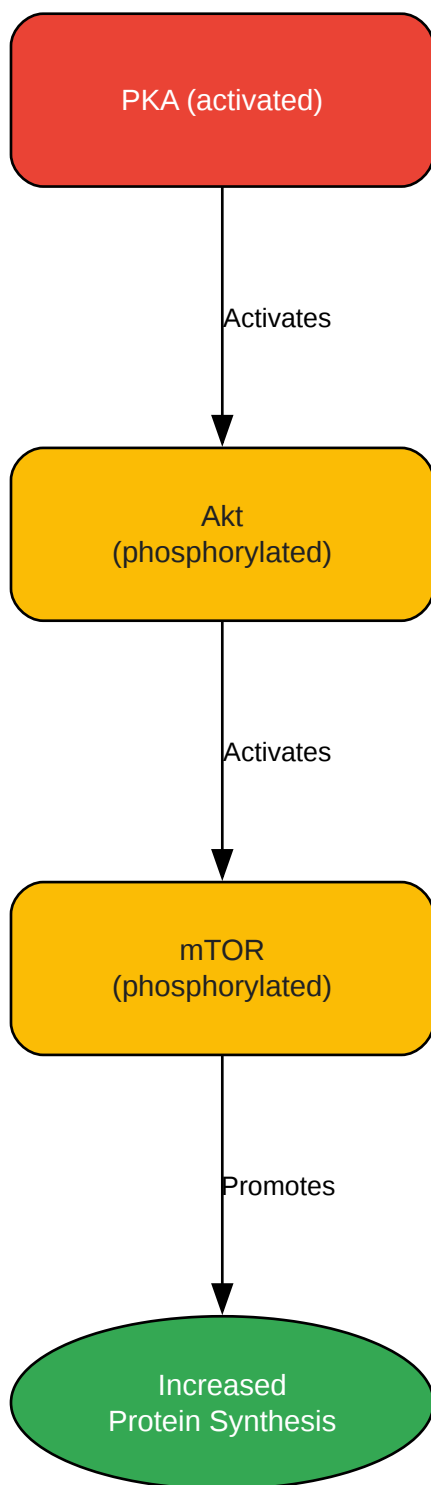 PKA (activated)
Activates
Akt
(phosphorylated)
Activates
mTOR
(phosphorylated)
Promotes
Increased
Protein Synthesis